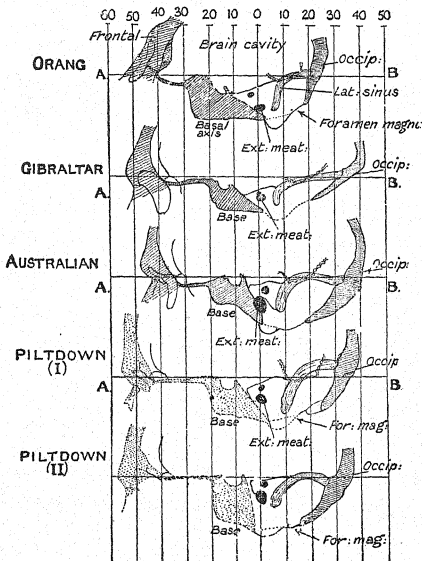 60 50 40 30 20 10 0 10 20 30 40 50
Frontal
Brain cavity
ORANG
Occip:
A. B
Lat: sinus
Basal
axis
Foramen magnu
Ext: meat:
GIBRALTAR
Occip:
A. B.
Base
Ext: meat:
AUSTRALIAN
Occip:
A. B.
Base
Ext: meat:
PILTDOWN
(I)
Occip
A. B
Base
For: mag:
Ext: meat:
PILTDOWN
(II)
Occip:
Base
For: mag: